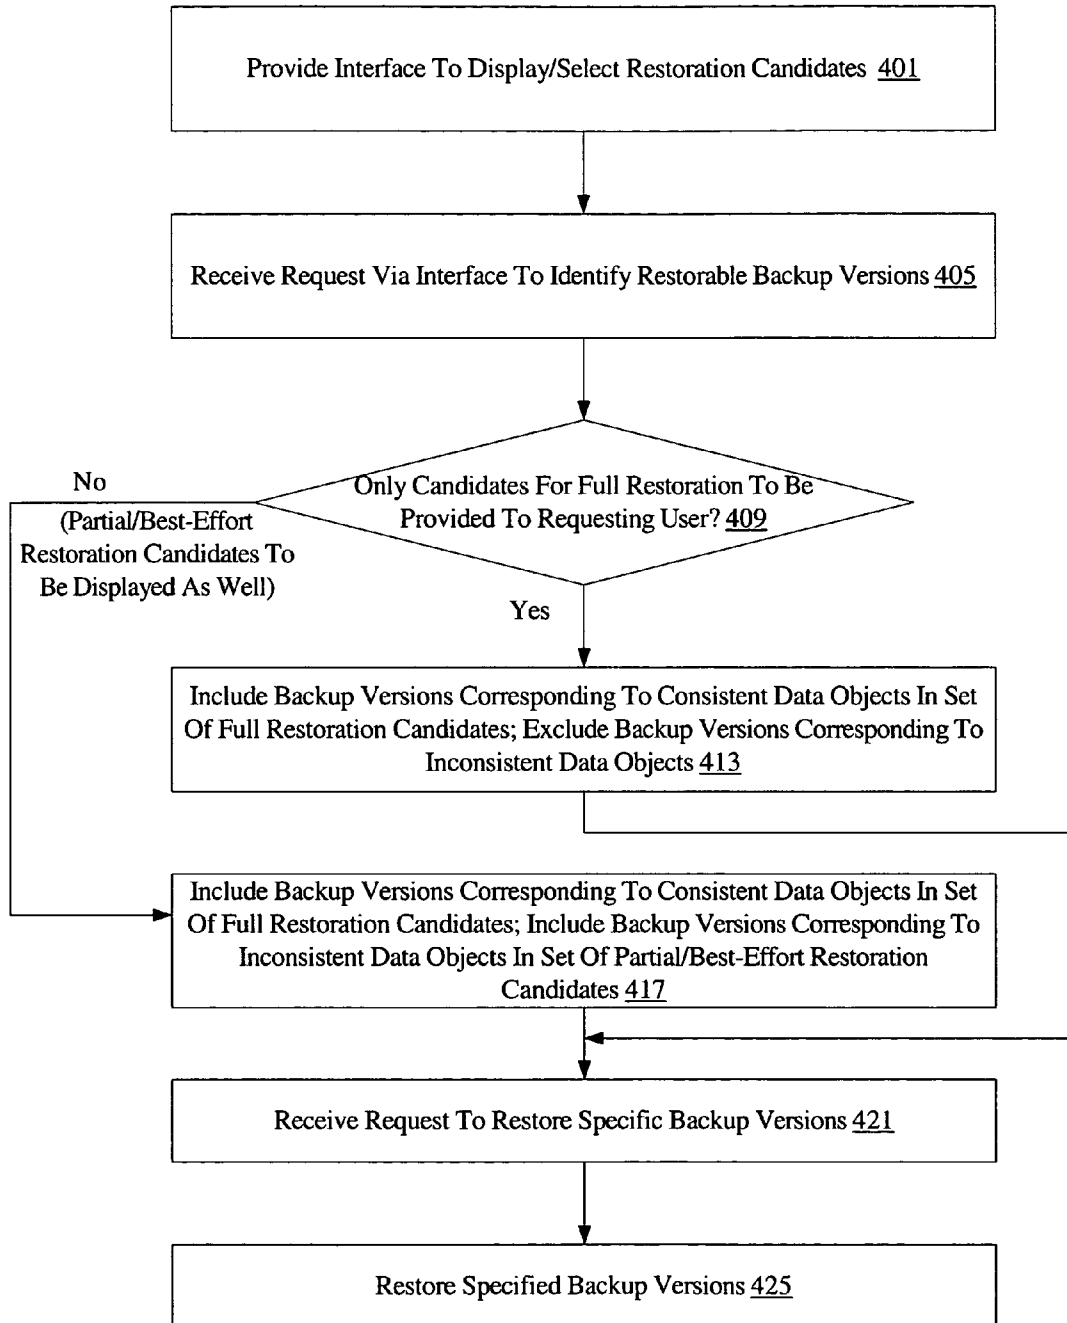 Provide Interface To Display/Select Restoration Candidates 401
Receive Request Via Interface To Identify Restorable Backup Versions 405
No
(Partial/Best-Effort
Restoration Candidates To
Be Displayed As Well)
Only Candidates For Full Restoration To Be
Provided To Requesting User? 409
Yes
Include Backup Versions Corresponding To Consistent Data Objects In Set
Of Full Restoration Candidates; Exclude Backup Versions Corresponding To
Inconsistent Data Objects 413
Include Backup Versions Corresponding To Consistent Data Objects In Set
Of Full Restoration Candidates; Include Backup Versions Corresponding To
Inconsistent Data Objects In Set Of Partial/Best-Effort Restoration
Candidates 417
Receive Request To Restore Specific Backup Versions 421
Restore Specified Backup Versions 425